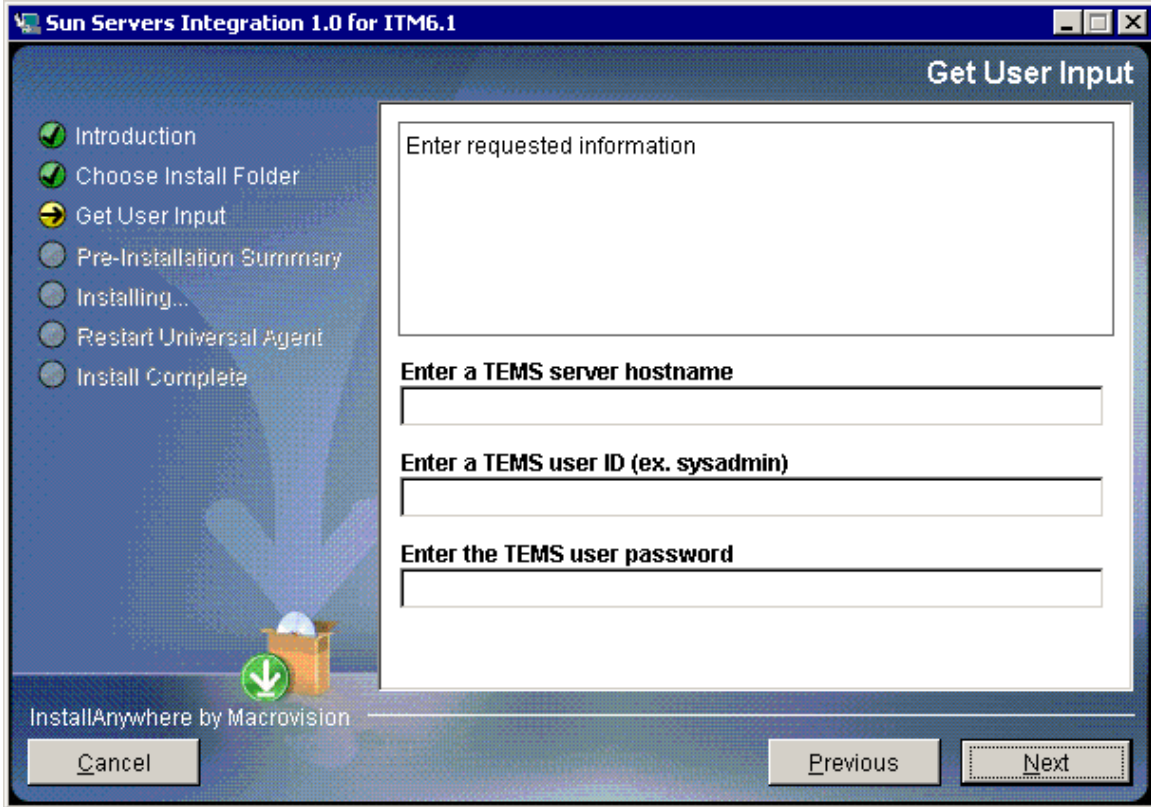 Sun Servers Integration 1.0 for ITM6.1
Get User Input
Introduction
Choose Install Folder
Get User Input
Pre-Installation Summary
Installing...
Restart Universal Agent
Install Complete
Enter requested information
Enter a TEMS server hostname
Enter a TEMS user ID (ex. sysadmin)
Enter the TEMS user password
InstallAnywhere by Macrovision
Cancel
Previous
Next